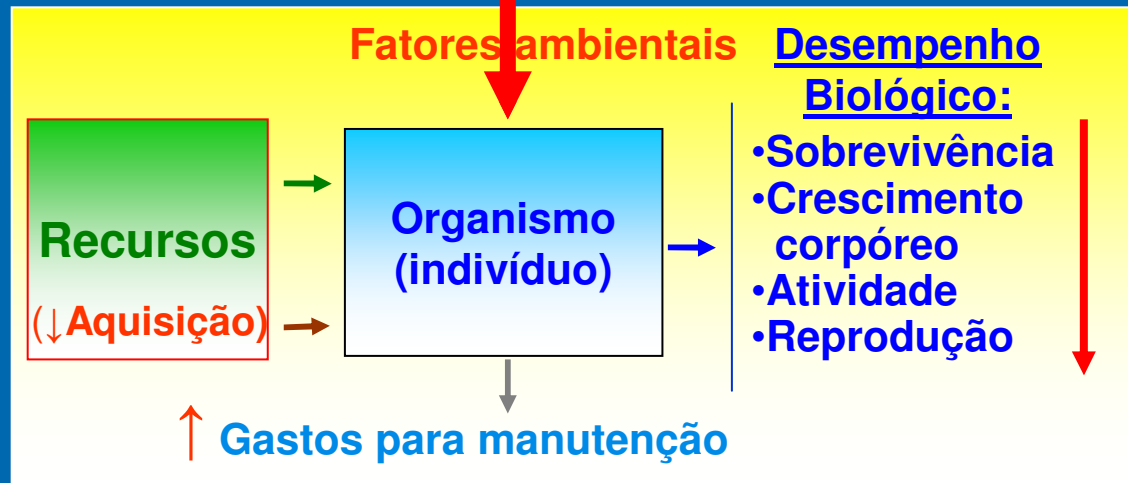 Fatores ambientais
Desempenho
Biológico:
•Sobrevivência
•Crescimento
corpóreo
•Atividade
•Reprodução
Recursos
(↓Aquisição)
Organismo
(indivíduo)
↑ Gastos para manutenção